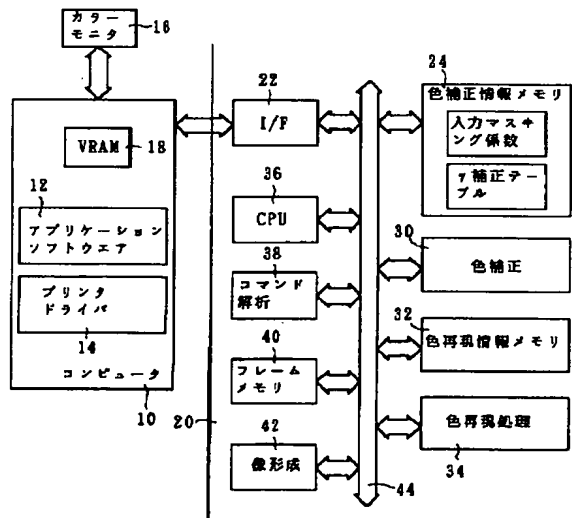 カラー
モニタ
16
VRAM
18
12
アプリケーション
ソフトウエア
プリンタ
ドライバ
14
コンピュータ
10
20
22
I/F
36
CPU
38
コマンド
解析
40
フレーム
メモリ
42
像形成
44
24
色補正情報メモリ
入力マスキ
ング係数
γ補正テー
ブル
30
色補正
32
色再現情報メモリ
色再現処理
34